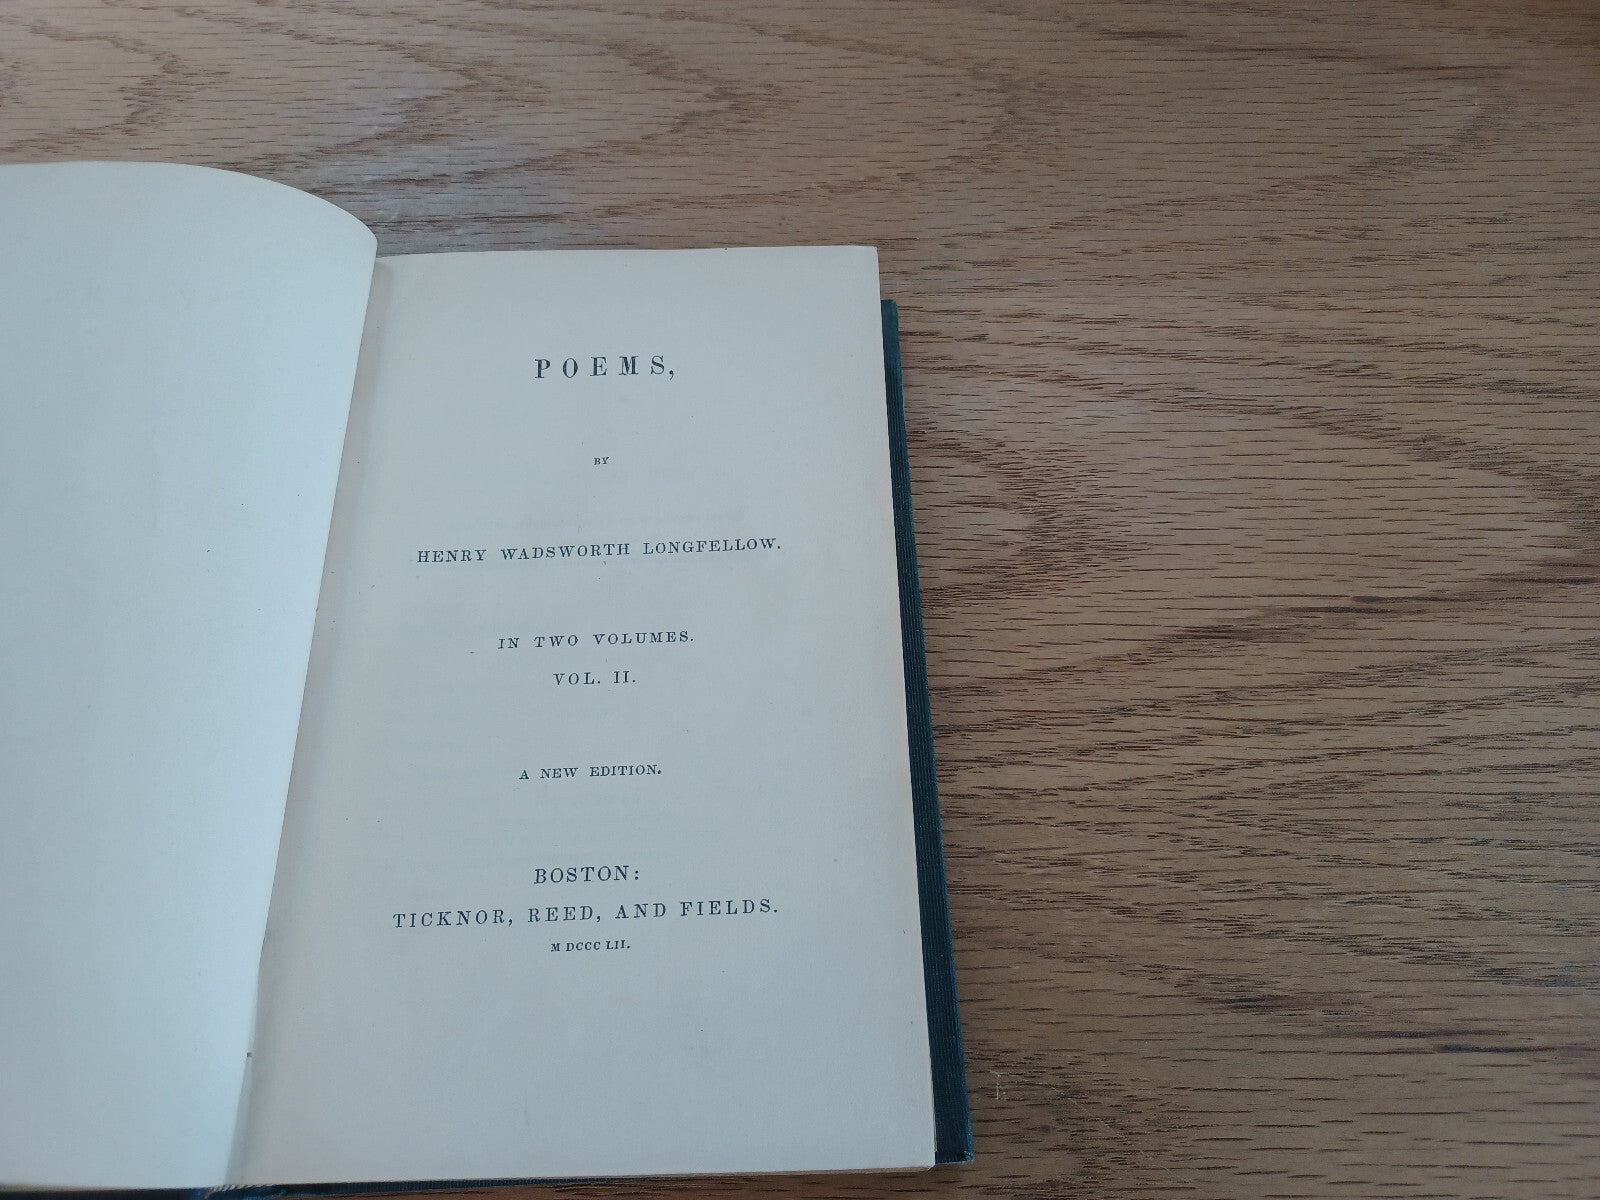 POEMS,
BY
HENRY WADSWORTH LONGFELLOW.
IN TWO VOLUMES.
VOL. II.
A NEW EDITION.
BOSTON:
TICKNOR, REED, AND FIELDS.
M DCCC LII.